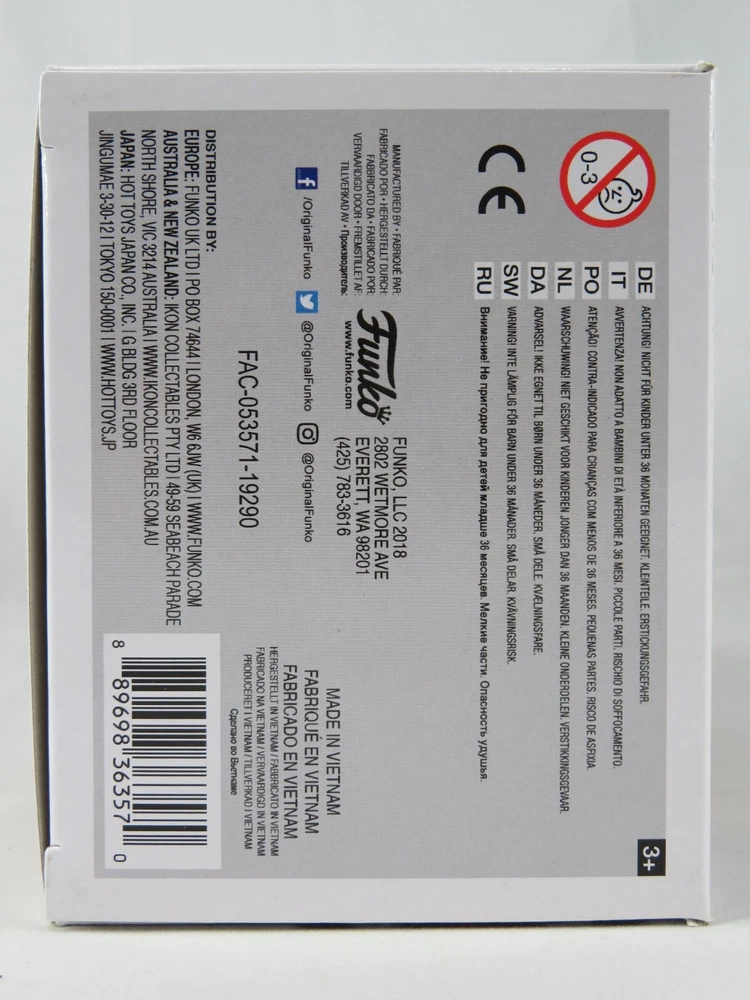 0-3
DE ACHTUNG! NICHT FÜR KINDER UNTER 36 MONATEN GEEIGNET. KLEINTEILE. ERSTICKUNGSGEFAHR.
IT AVVERTENZA! NON ADATTO A BAMBINI DI ETÀ INFERIORE A 36 MESI. PICCOLE PARTI. RISCHIO DI SOFFOCAMENTO.
PO ATENÇÃO! CONTRA-INDICADO PARA CRIANÇAS COM MENOS DE 36 MESES. PEQUENAS PARTES. RISCO DE ASFIXIA.
NL WAARSCHUWING! NIET GESCHIKT VOOR KINDEREN JONGER DAN 36 MAANDEN. KLEINE ONDERDELEN. VERSTIKKINGSGEVAAR.
DA ADVARSEL! IKKE EGNET TIL BØRN UNDER 36 MÅNEDER. SMÅ DELE. KVÆLNINGSFARE.
SW VARNING! INTE LÄMPLIG FÖR BARN UNDER 36 MÅNADER. SMÅ DELAR. KVÄVNINGSRISK.
RU Внимание! Не пригодно для детей младше 36 месяцев. Мелкие части. Опасность удушья.
3+
CE
MANUFACTURED BY • FABRIQUÉ PAR:
FABRICADO POR • HERGESTELLT DURCH:
FABBRICATO DA • FABRICADO POR:
VERVAARDIGD DOOR • FREMSTILLET AF:
TILLVERKAD AV • Производитель:
Funko
www.funko.com
FUNKO, LLC 2018
2802 WETMORE AVE
EVERETT, WA 98201
(425) 783-3616
/OriginalFunko @OriginalFunko @OriginalFunko
MADE IN VIETNAM
FABRIQUÉ EN VIETNAM
FABRICADO EN VIETNAM
HERGESTELLT IN VIETNAM / FABBRICATO IN VIETNAM
FABRICADO NA VIETNAM / VERVAARDIGD IN VIETNAM
PRODUCERET I VIETNAM / TILLVERKAD I VIETNAM
Сделано во Вьетнаме
FAC-053571-19290
DISTRIBUTION BY:
EUROPE: FUNKO UK LTD | PO BOX 74644 | LONDON, W6 6JW (UK) | WWW.FUNKO.COM
AUSTRALIA & NEW ZEALAND: IKON COLLECTABLES PTY LTD | 49-59 SEABEACH PARADE
NORTH SHORE, VIC 3214 AUSTRALIA | WWW.IKONCOLLECTABLES.COM.AU
JAPAN: HOT TOYS JAPAN CO., INC. | G BLDG 3RD FLOOR
JINGUMAE 3-30-12 | TOKYO 150-0001 | WWW.HOTTOYS.JP
8 89698 36357 0